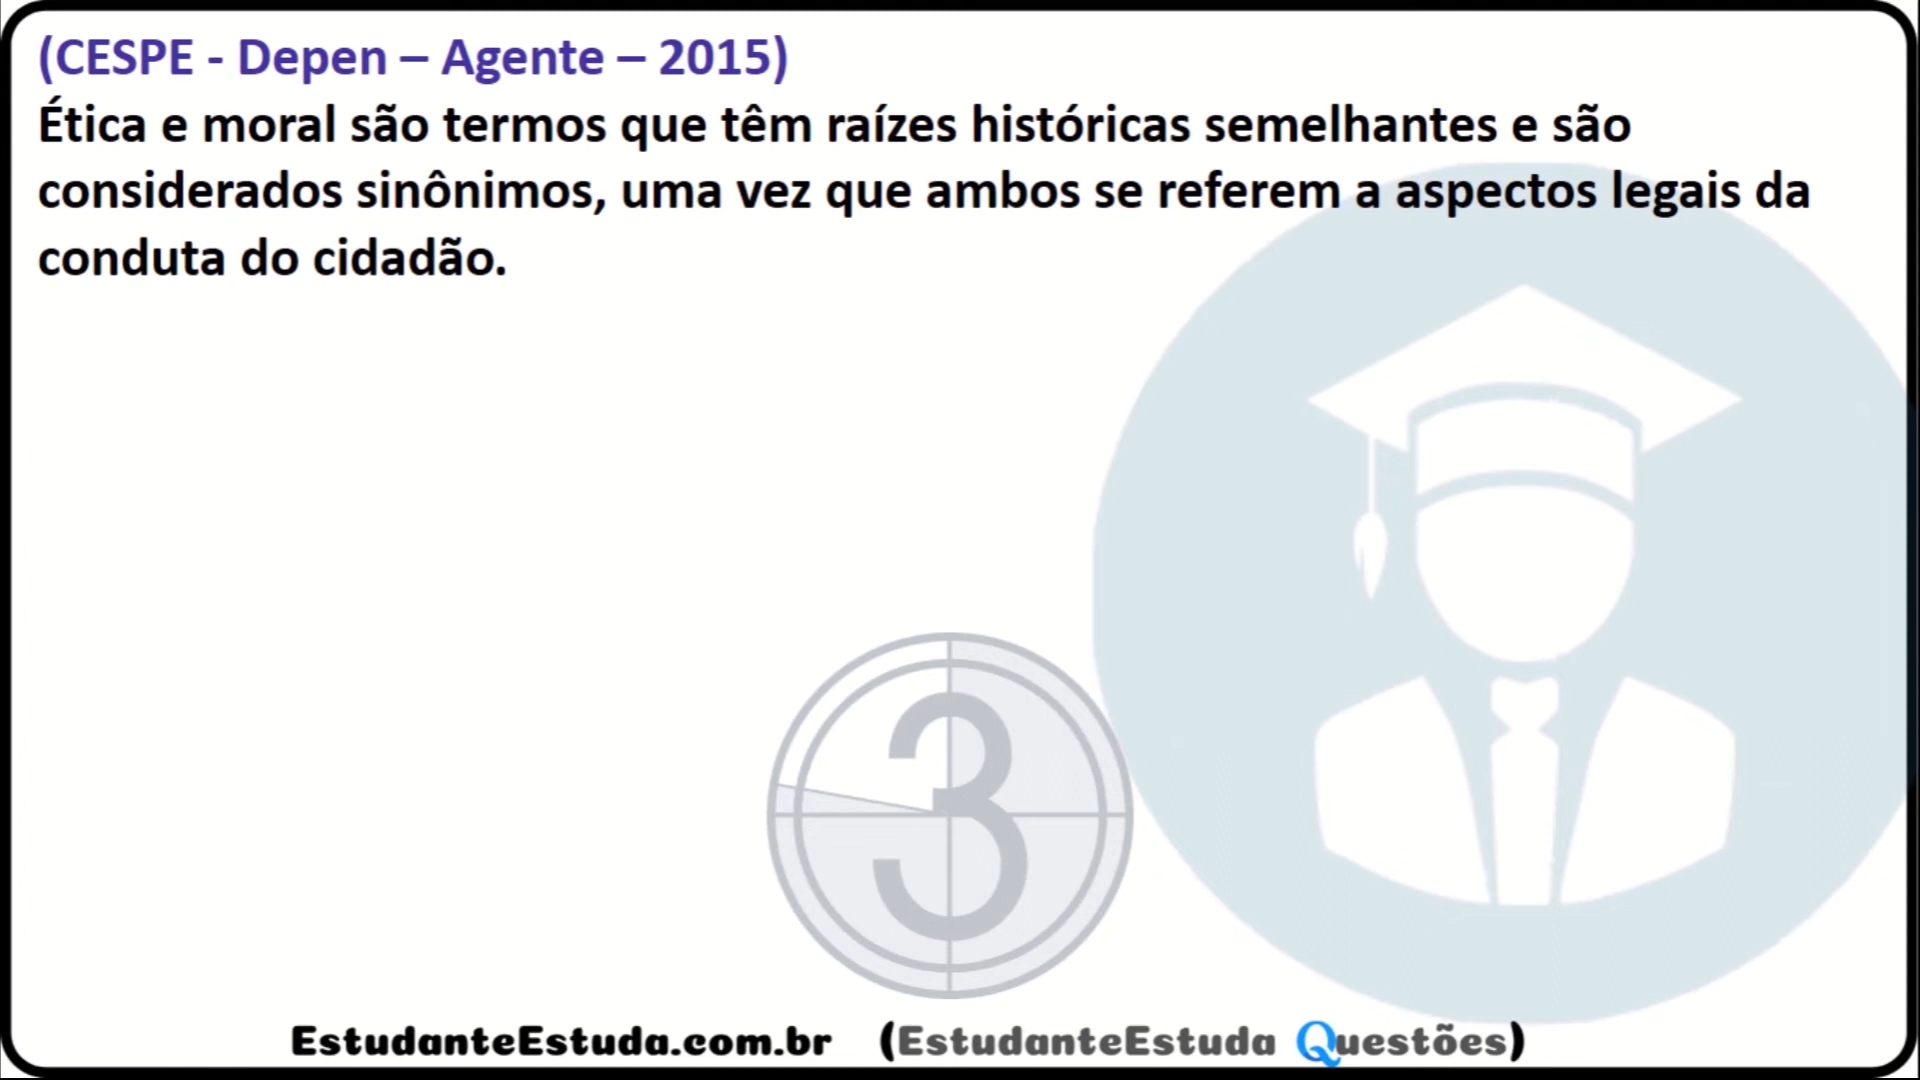 (CESPE - Depen – Agente – 2015)
Ética e moral são termos que têm raízes históricas semelhantes e são
considerados sinônimos, uma vez que ambos se referem a aspectos legais da
conduta do cidadão.
3
EstudanteEstuda.com.br (EstudanteEstuda Questões)